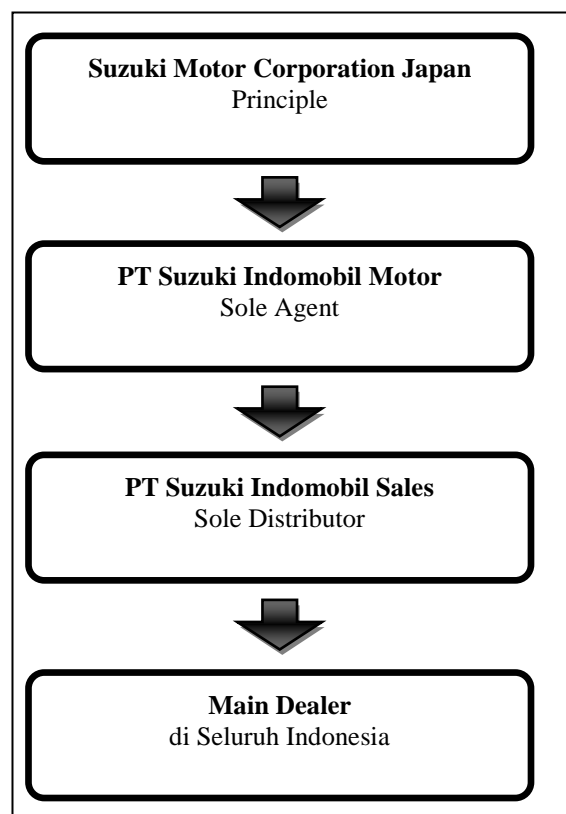 Suzuki Motor Corporation Japan
Principle
PT Suzuki Indomobil Motor
Sole Agent
PT Suzuki Indomobil Sales
Sole Distributor
Main Dealer
di Seluruh Indonesia